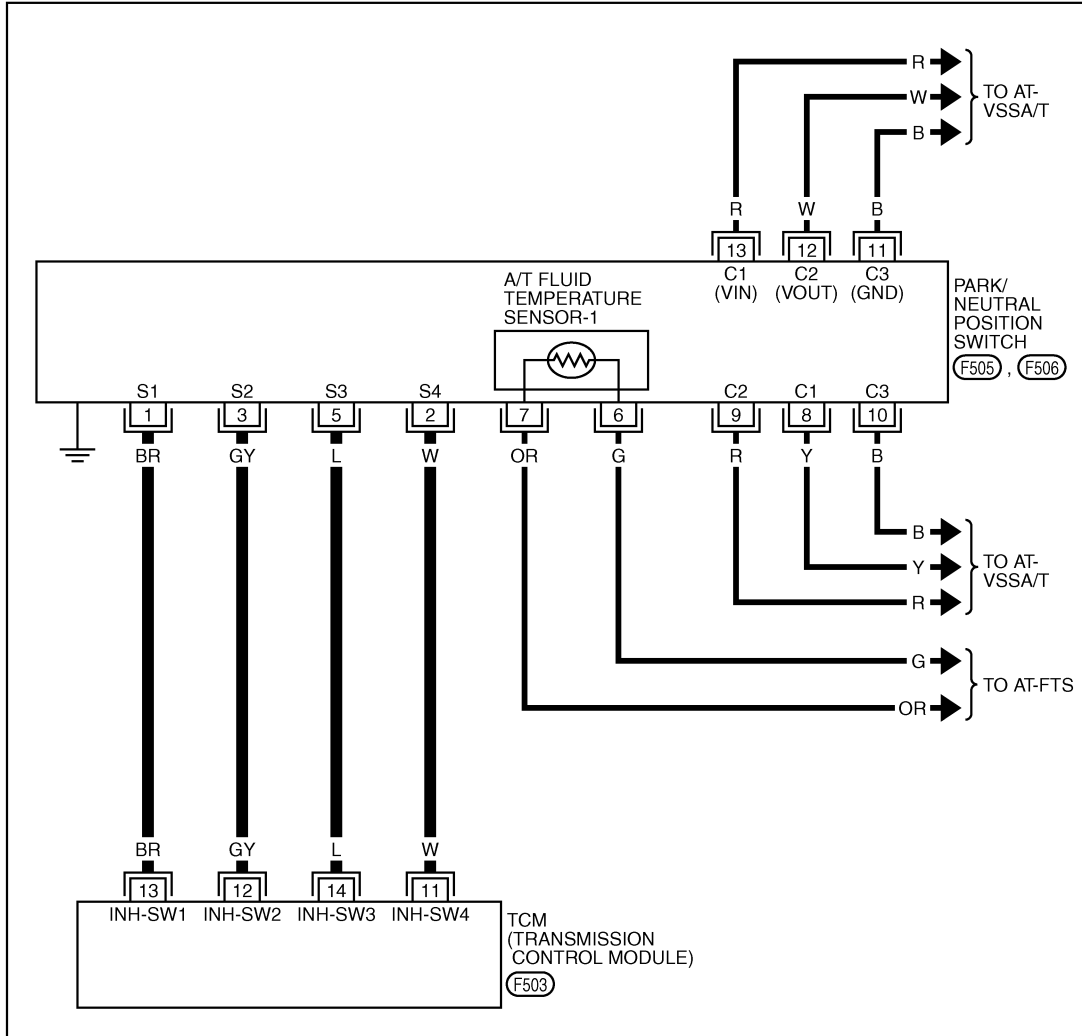 R
W
B
TO AT-
VSSA/T
R W B
13 12 11
C1 C2 C3
(VIN) (VOUT) (GND)
A/T FLUID
TEMPERATURE
SENSOR-1
PARK/
NEUTRAL
POSITION
SWITCH
F505 , F506
S1 S2 S3 S4 C2 C1 C3
1 3 5 2 7 6 9 8 10
BR GY L W OR G R Y B
B
Y
R
TO AT-
VSSA/T
G
OR
TO AT-FTS
BR GY L W
13 12 14 11
INH-SW1 INH-SW2 INH-SW3 INH-SW4
TCM
(TRANSMISSION
CONTROL MODULE)
F503